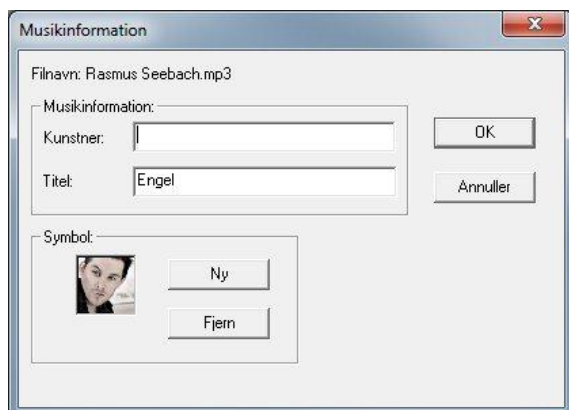 Musikinformation
Filnavn: Rasmus Seebach.mp3
Musikinformation:
Kunstner:
OK
Titel: Engel
Annuller
Symbol:
Ny
Fjern